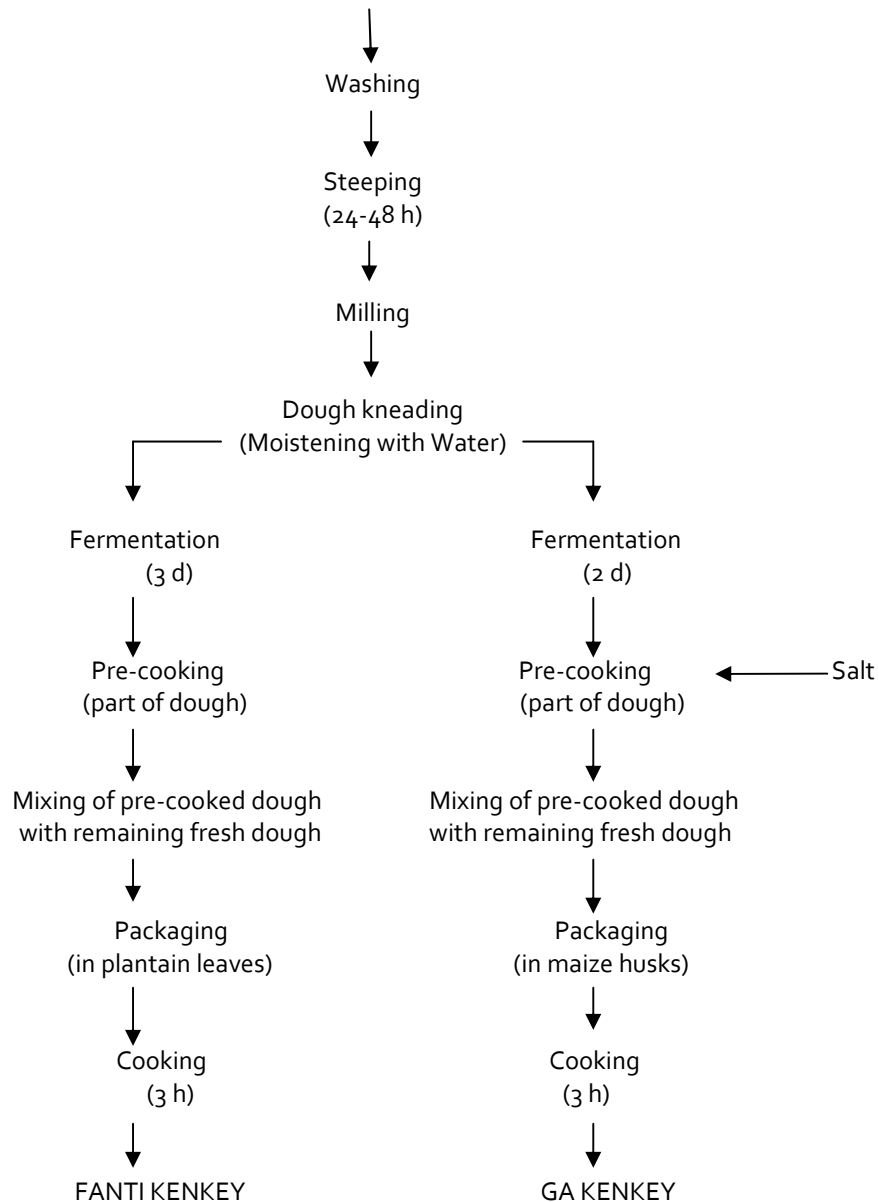 Washing
Steeping
(24-48 h)
Milling
Dough kneading
(Moistening with Water)
Fermentation
(3 d)
Pre-cooking
(part of dough)
Mixing of pre-cooked dough
with remaining fresh dough
Packaging
(in plantain leaves)
Cooking
(3 h)
FANTI KENKEY
Fermentation
(2 d)
Pre-cooking
(part of dough)
Salt
Mixing of pre-cooked dough
with remaining fresh dough
Packaging
(in maize husks)
Cooking
(3 h)
GA KENKEY